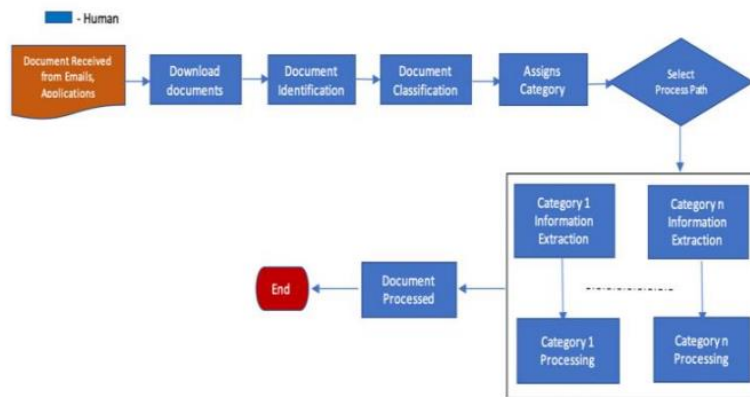 - Human
Document Received
from Emails,
Applications
Download
documents
Document
Identification
Document
Classification
Assigns
Category
Select
Process Path
Category 1
Information
Extraction
Category n
Information
Extraction
End
Document
Processed
Category 1
Processing
Category n
Processing